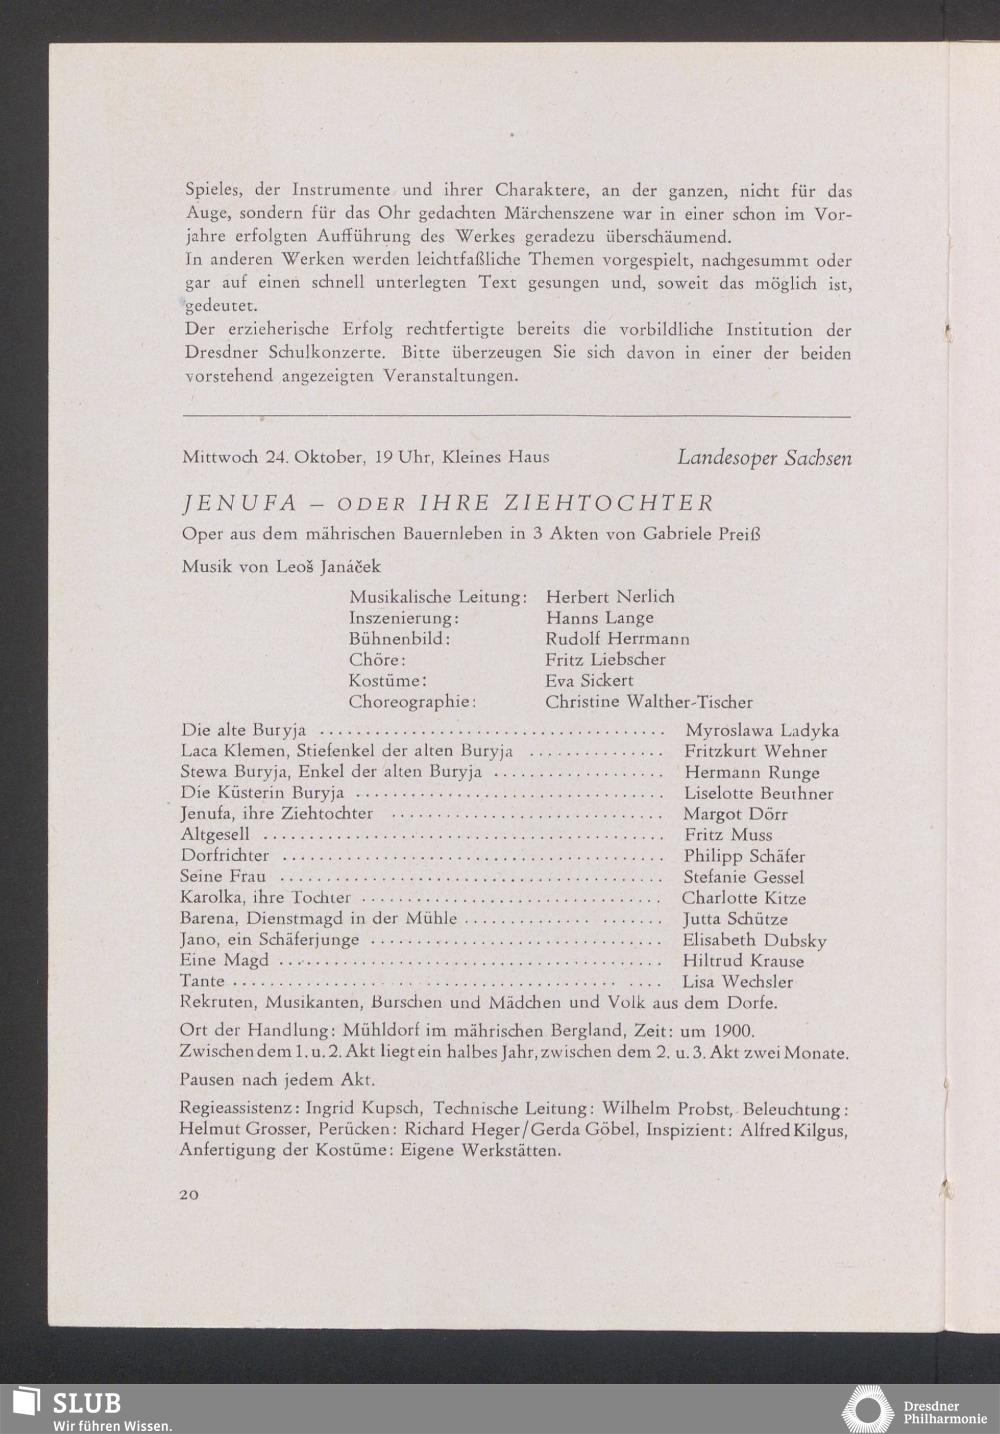 Spieles, der Instrumente und ihrer Charaktere, an der ganzen, nicht für das
Auge, sondern für das Ohr gedachten Märchenszene war in einer schon im Vor-
jahre erfolgten Aufführung des Werkes geradezu überschäumend.
In anderen Werken werden leichtfaßliche Themen vorgespielt, nachgesummt oder
gar auf einen schnell unterlegten Text gesungen und, soweit das möglich ist,
gedeutet.
Der erzieherische Erfolg rechtfertigte bereits die vorbildliche Institution der
Dresdner Schulkonzerte. Bitte überzeugen Sie sich davon in einer der beiden
vorstehend angezeigten Veranstaltungen.
Mittwoch 24. Oktober, 19 Uhr, Kleines Haus Landesoper Sachsen
JENUFA – ODER IHRE ZIEHTOCHTER
Oper aus dem mährischen Bauernleben in 3 Akten von Gabriele Preiß
Musik von Leoš Janáček
Musikalische Leitung: Herbert Nerlich
Inszenierung: Hanns Lange
Bühnenbild: Rudolf Herrmann
Chöre: Fritz Liebscher
Kostüme: Eva Sickert
Choreographie: Christine Walther-Tischer
Die alte Buryja ..................................... Myroslawa Ladyka
Laca Klemen, Stiefenkel der alten Buryja ............... Fritzkurt Wehner
Stewa Buryja, Enkel der alten Buryja ................... Hermann Runge
Die Küsterin Buryja .................................. Liselotte Beuthner
Jenufa, ihre Ziehtochter .............................. Margot Dörr
Altgesell ............................................ Fritz Muss
Dorfrichter .......................................... Philipp Schäfer
Seine Frau .......................................... Stefanie Gessel
Karolka, ihre Tochter ................................. Charlotte Kitze
Barena, Dienstmagd in der Mühle .............. ....... Jutta Schütze
Jano, ein Schäferjunge ................................ Elisabeth Dubsky
Eine Magd .......................................... Hiltrud Krause
Tante .......................................... .... Lisa Wechsler
Rekruten, Musikanten, Burschen und Mädchen und Volk aus dem Dorfe.
Ort der Handlung: Mühldorf im mährischen Bergland, Zeit: um 1900.
Zwischen dem 1. u. 2. Akt liegt ein halbes Jahr, zwischen dem 2. u. 3. Akt zwei Monate.
Pausen nach jedem Akt.
Regieassistenz: Ingrid Kupsch, Technische Leitung: Wilhelm Probst, Beleuchtung:
Helmut Grosser, Perücken: Richard Heger/Gerda Göbel, Inspizient: Alfred Kilgus,
Anfertigung der Kostüme: Eigene Werkstätten.
20
SLUB
Wir führen Wissen.
Dresdner
Philharmonie